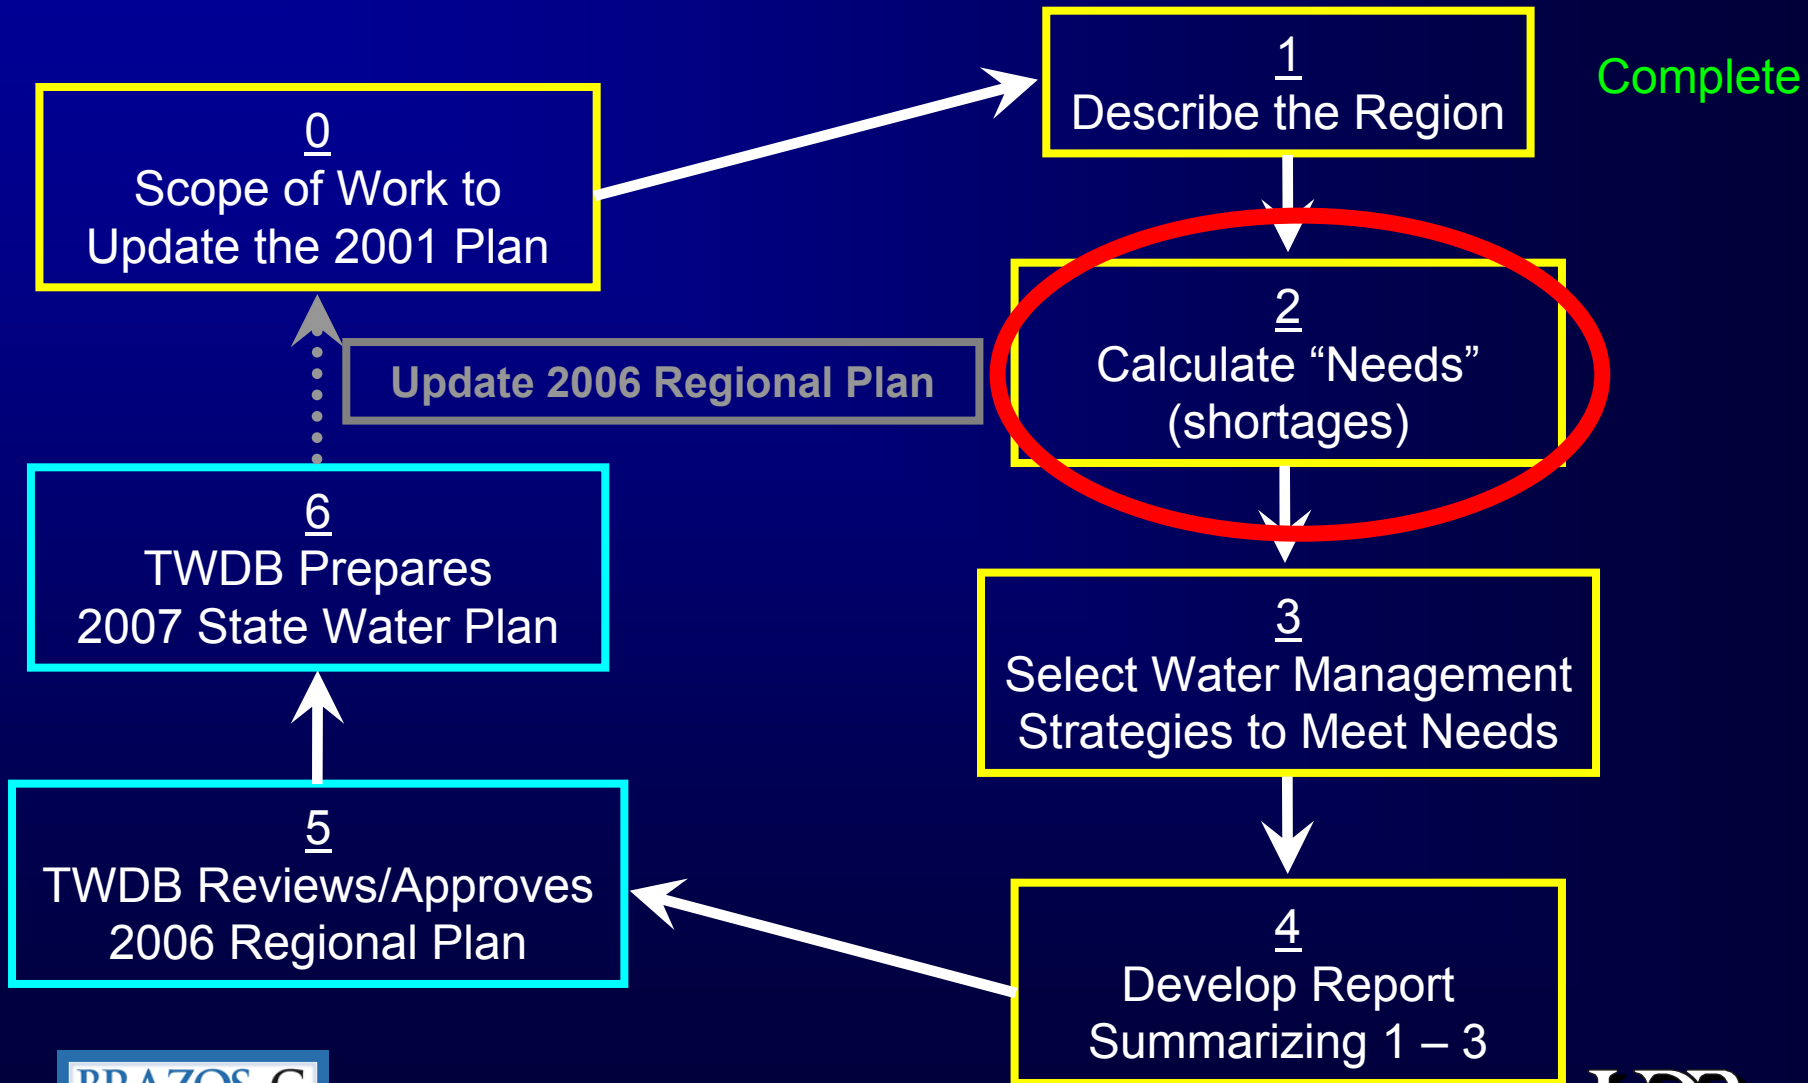 0
Scope of Work to
Update the 2001 Plan
1
Describe the Region
Complete
2
Calculate “Needs”
(shortages)
Update 2006 Regional Plan
3
Select Water Management
Strategies to Meet Needs
4
Develop Report
Summarizing 1 – 3
5
TWDB Reviews/Approves
2006 Regional Plan
6
TWDB Prepares
2007 State Water Plan
BRAZOS G